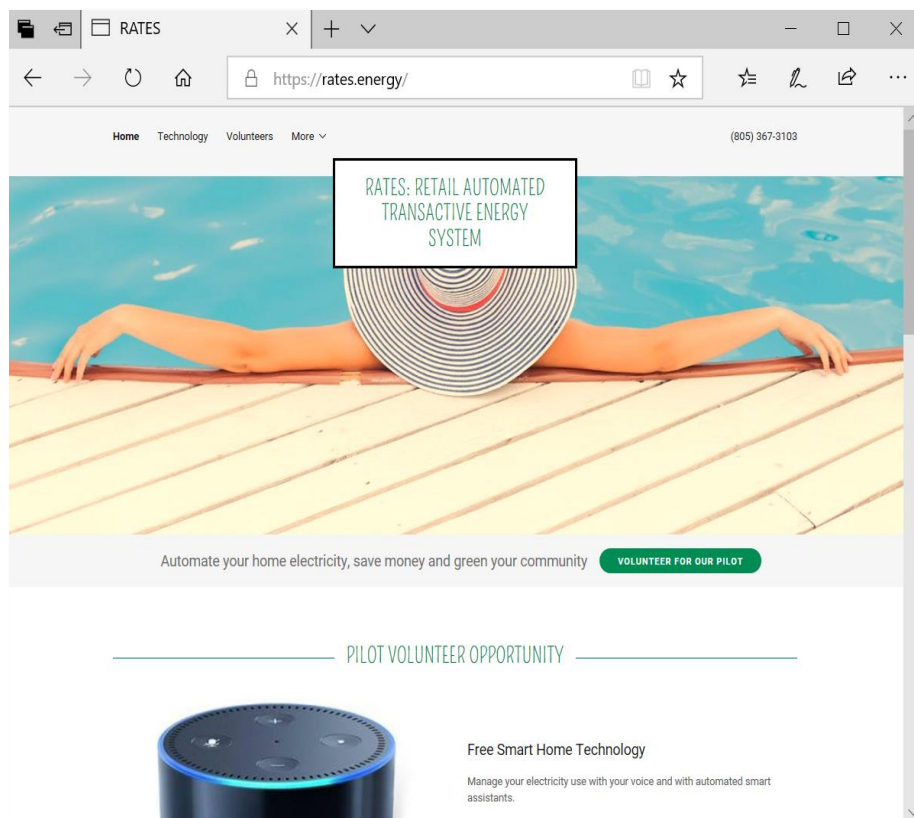 RATES
https://rates.energy/
Home Technology Volunteers More
(805) 367-3103
RATES: RETAIL AUTOMATED
TRANSACTIVE ENERGY
SYSTEM
Automate your home electricity, save money and green your community
VOLUNTEER FOR OUR PILOT
PILOT VOLUNTEER OPPORTUNITY
Free Smart Home Technology
Manage your electricity use with your voice and with automated smart
assistants.